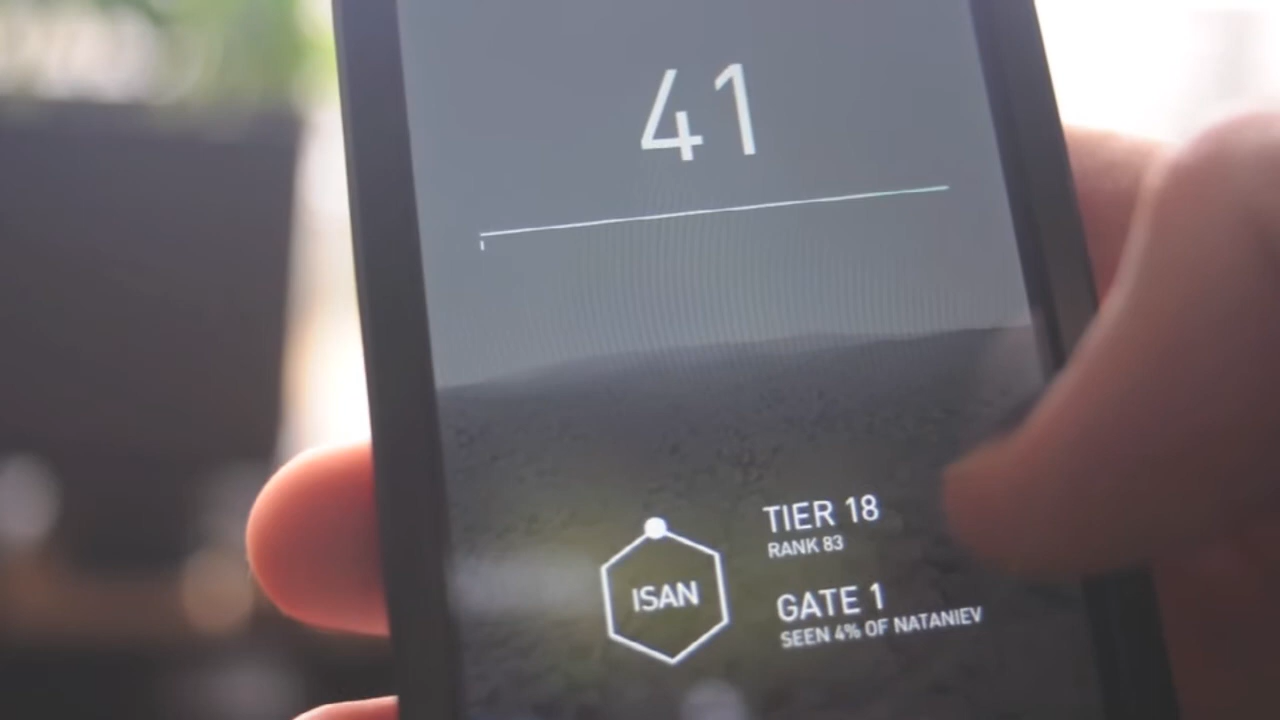 41
ISAN
TIER 18
RANK 83
GATE 1
SEEN 4% OF NATANIEV